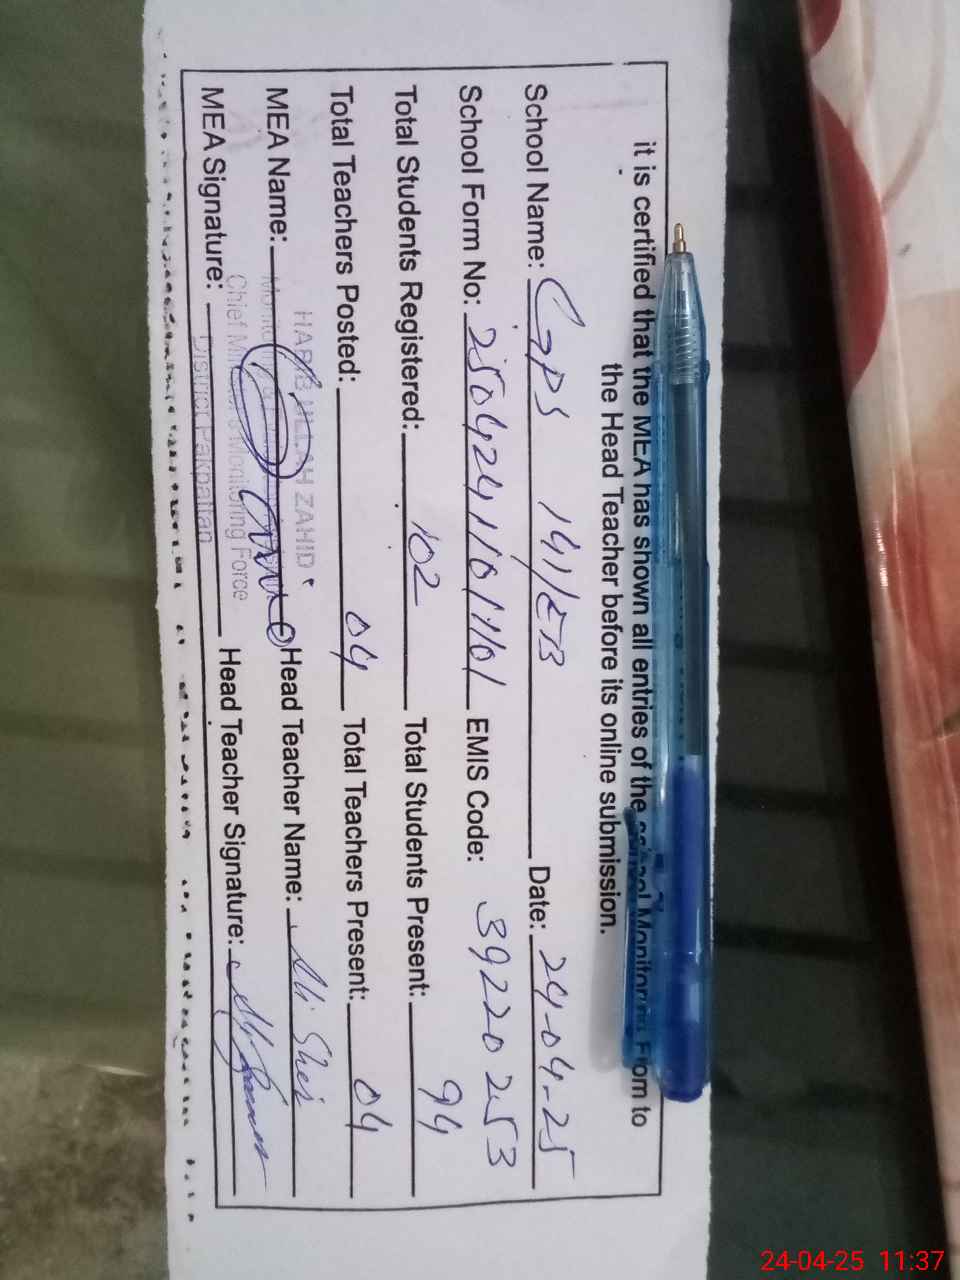 it is certified that the MEA has shown all entries of the school Monitoring From to
the Head Teacher before its online submission.
School Name: GPS 141/EB Date: 24-04-25
School Form No: 25042411011101 EMIS Code: 39220253
Total Students Registered: 102 Total Students Present: 94
Total Teachers Posted: 04 Total Teachers Present: 04
HABIB ULLAH ZAHID
MEA Name: Head Teacher Name: Ali Sher
Chief Minister's Monitoring Force
MEA Signature: Head Teacher Signature:
District Pakpattan
24-04-25 11:37